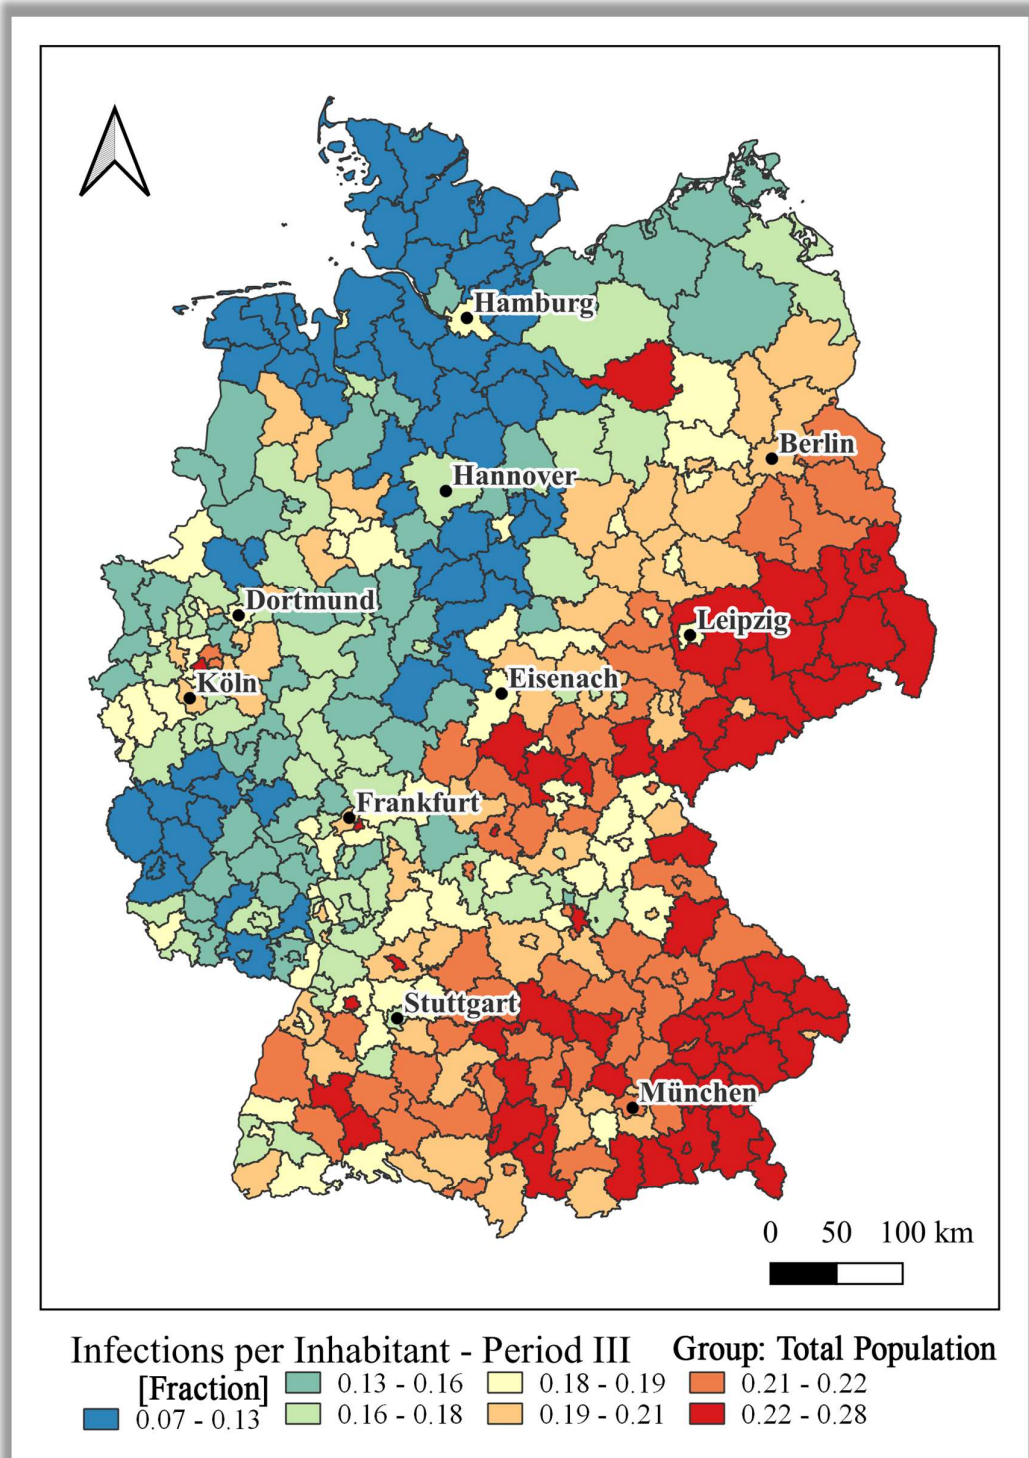 Hamburg
Berlin
Hannover
Dortmund
Leipzig
Köln
Eisenach
Frankfurt
Stuttgart
München
0 50 100 km
Infections per Inhabitant - Period III Group: Total Population
[Fraction] 0.13 - 0.16 0.18 - 0.19 0.21 - 0.22
0.07 - 0.13 0.16 - 0.18 0.19 - 0.21 0.22 - 0.28